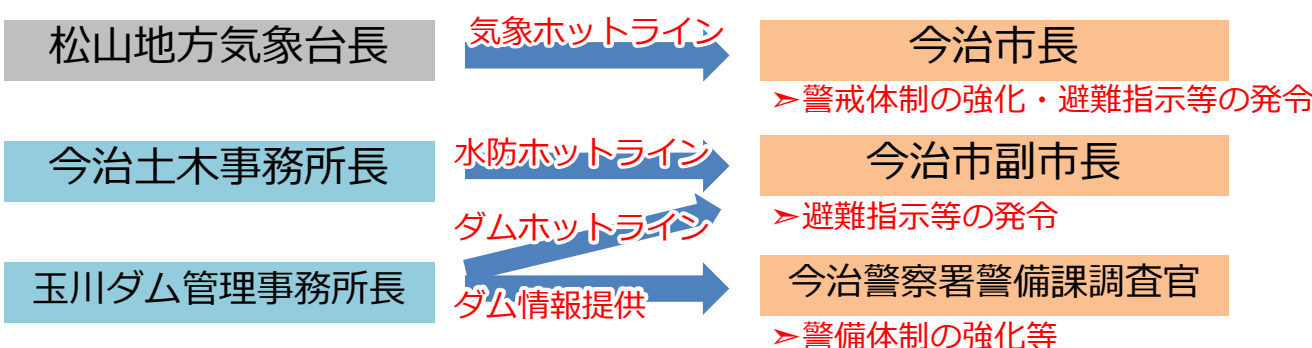 松山地方気象台長
気象ホットライン
今治市長
➢警戒体制の強化・避難指示等の発令
今治土木事務所長
水防ホットライン
今治市副市長
➢避難指示等の発令
ダムホットライン
玉川ダム管理事務所長
ダム情報提供
今治警察署警備課調査官
➢警備体制の強化等